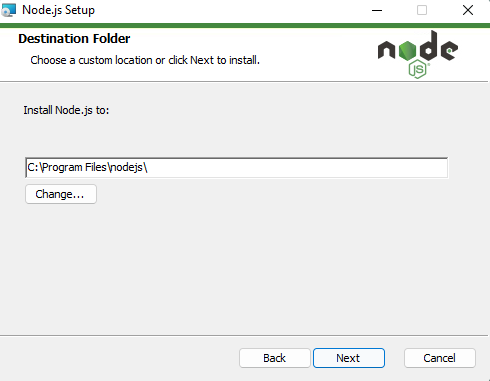 Node.js Setup
Destination Folder
Choose a custom location or click Next to install.
node
JS
Install Node.js to:
C:\Program Files\nodejs\
Change...
Back
Next
Cancel